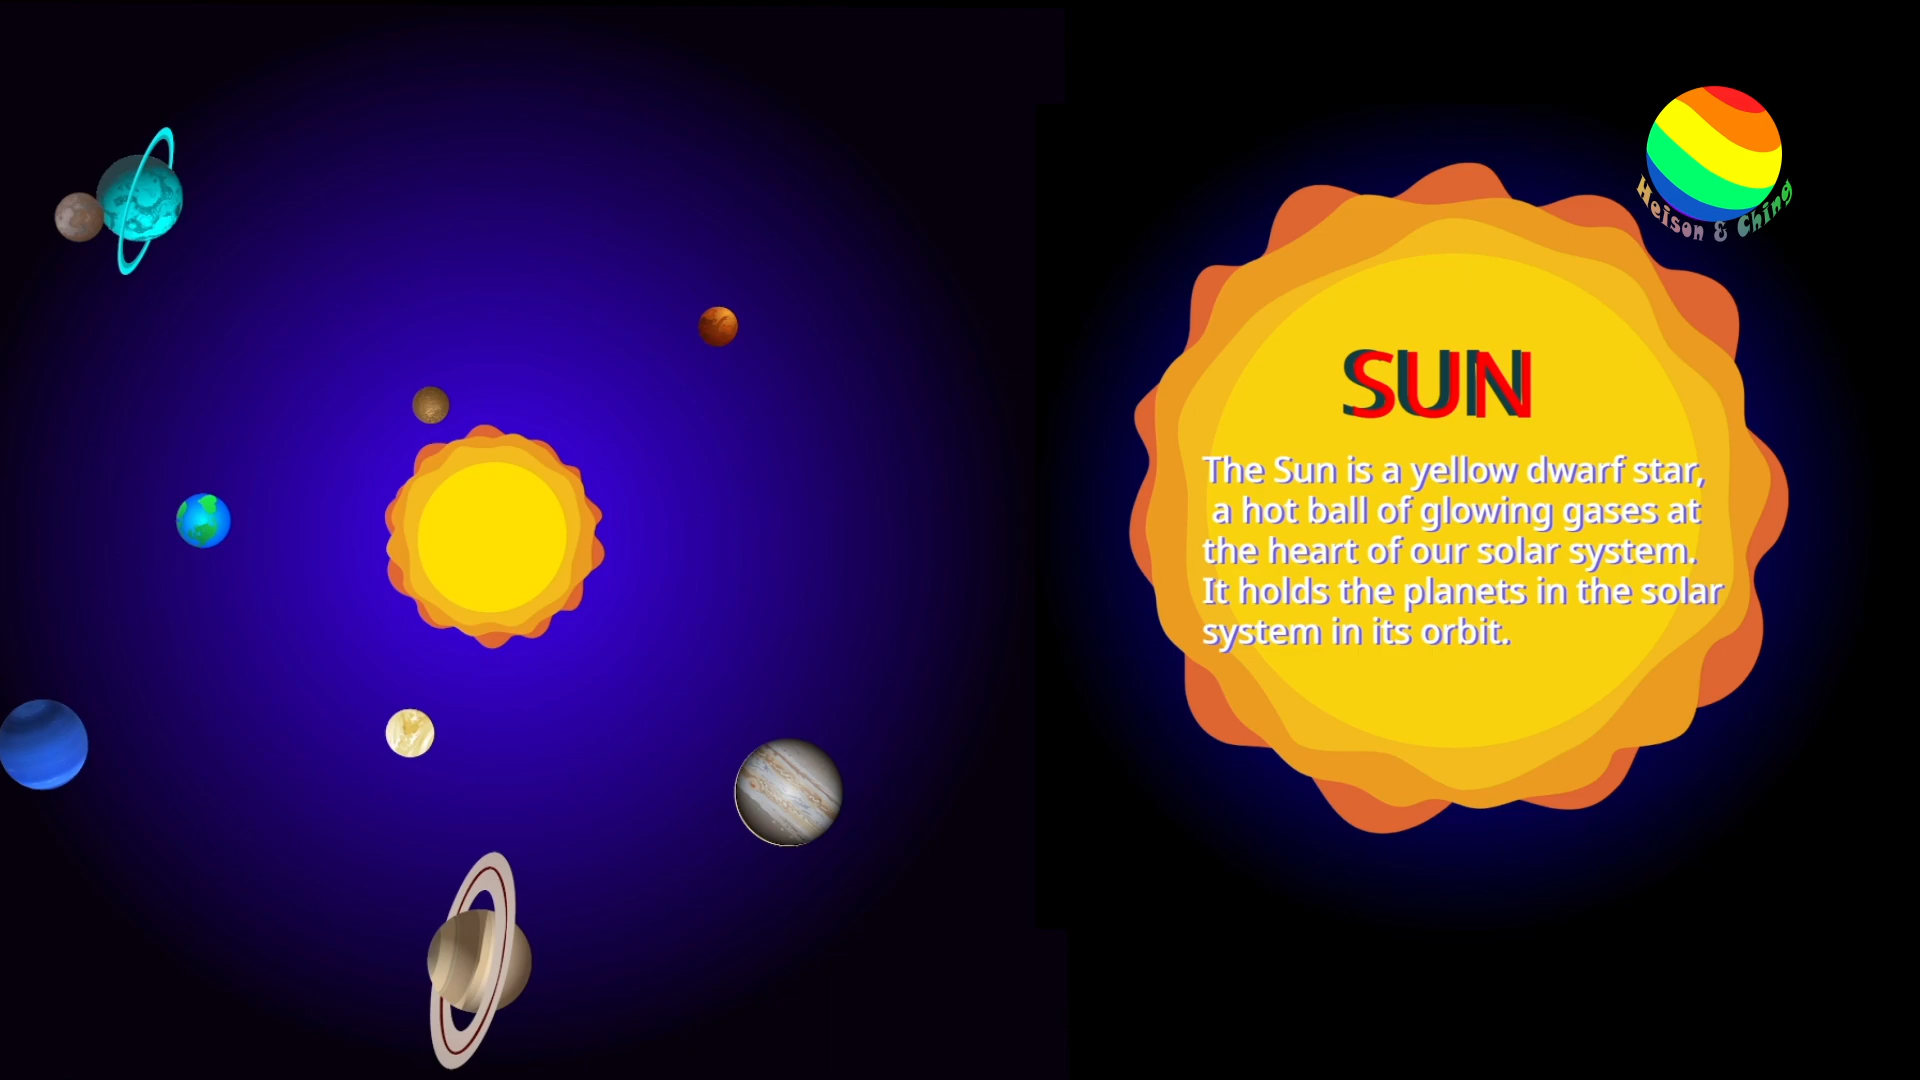 Heison & Ching
SUN
The Sun is a yellow dwarf star,
a hot ball of glowing gases at
the heart of our solar system.
It holds the planets in the solar
system in its orbit.